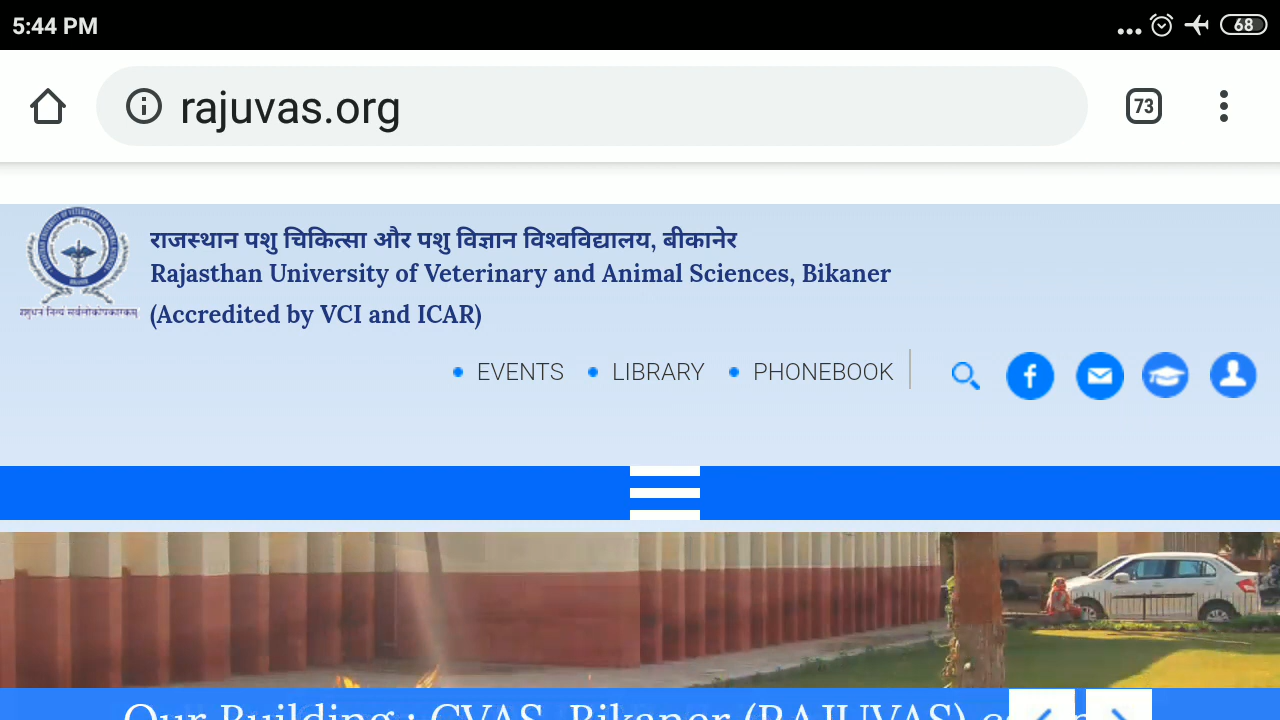 5:44 PM
68
rajuvas.org
73
राजस्थान पशु चिकित्सा और पशु विज्ञान विश्वविद्यालय, बीकानेर
Rajasthan University of Veterinary and Animal Sciences, Bikaner
(Accredited by VCI and ICAR)
EVENTS
LIBRARY
PHONEBOOK
Our Building : CVAS, Bikaner (RAJUVAS)